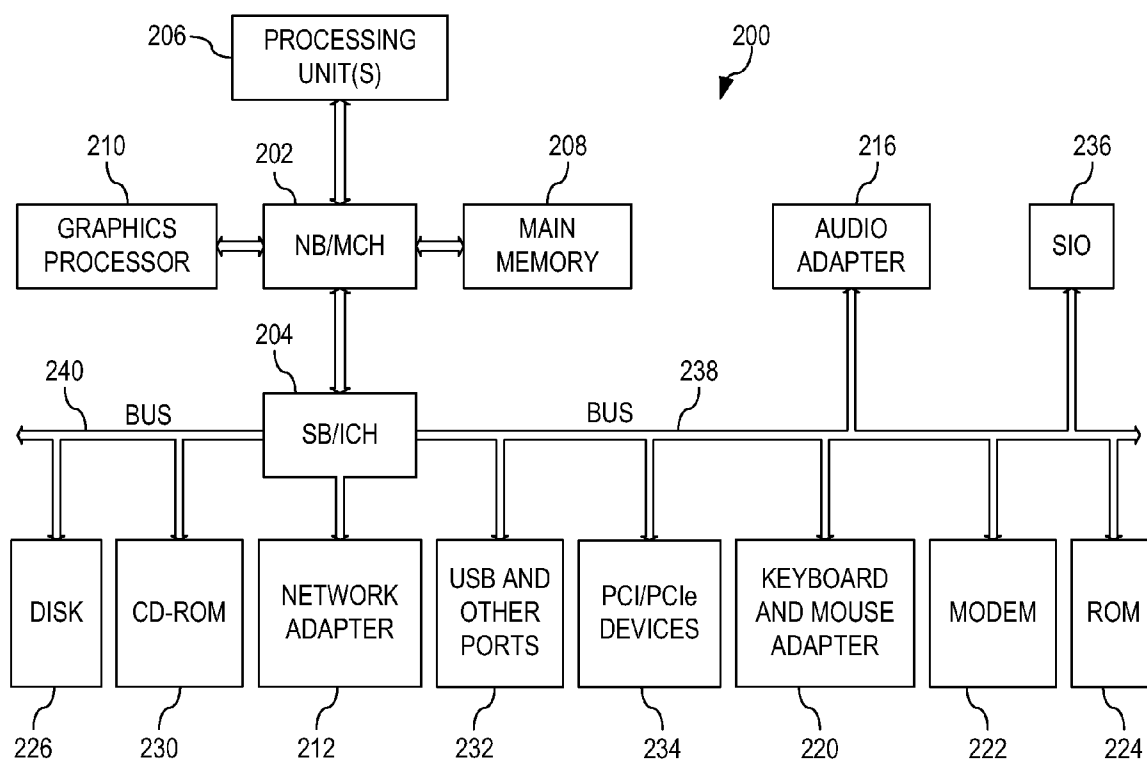 206
PROCESSING
UNIT(S)
200
210
202
208
216
236
GRAPHICS
PROCESSOR
NB/MCH
MAIN
MEMORY
AUDIO
ADAPTER
SIO
204
240
238
BUS
SB/ICH
BUS
DISK
CD-ROM
NETWORK
ADAPTER
USB AND
OTHER
PORTS
PCI/PCIe
DEVICES
KEYBOARD
AND MOUSE
ADAPTER
MODEM
ROM
226
230
212
232
234
220
222
224